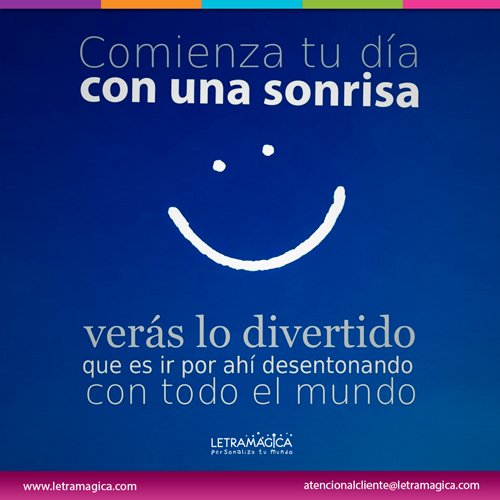 Comienza tu día
con una sonrisa
verás lo divertido
que es ir por ahí desentonando
con todo el mundo
LETRAMÁGICA
personaliza tu mundo
www.letramagica.com
atencionalcliente@letramagica.com